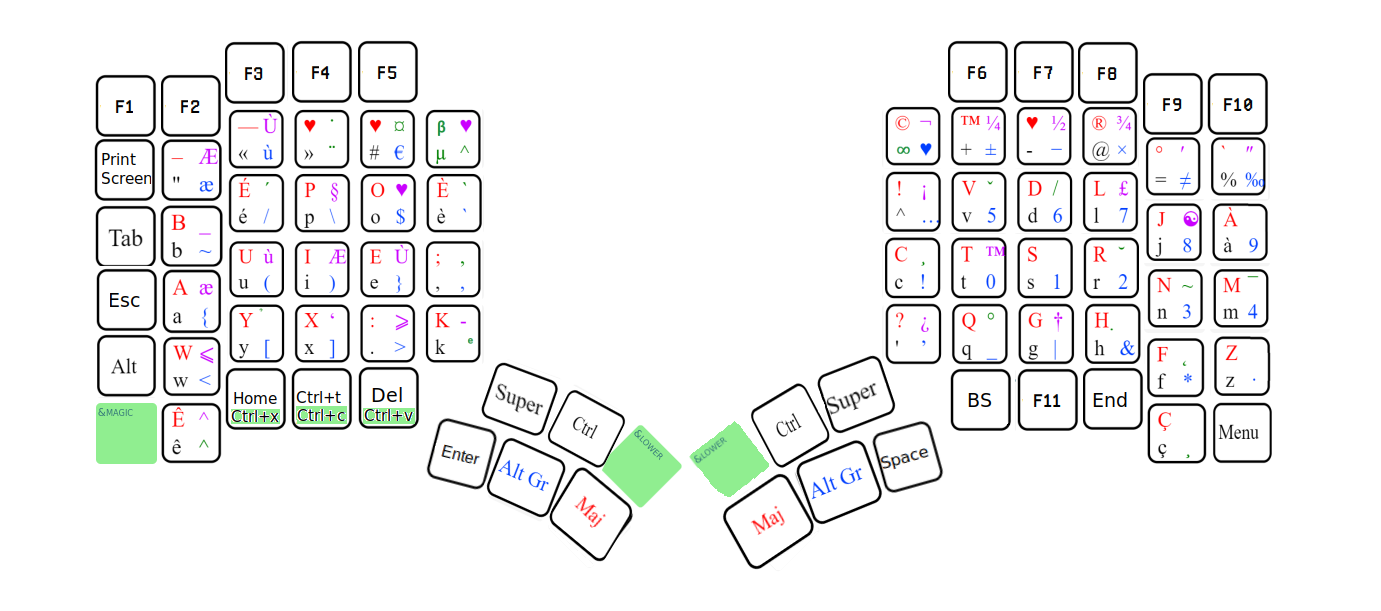 F3 F4 F5
F1 F2
— Ù ♥ ˙ ♥ ¤ β ♥
« ù » ¨ # € µ ^
Print
Screen
– Æ
" æ
É ´ P § O ♥ È `
é / p \ o $ è `
Tab
B _
b ~
U ù I Æ E Ù ; ,
u ( i ) e } , ,
Esc
A æ
a {
Y ʼ X ‘ : ⩾ K -
y [ x ] . > k e
Alt
W ⩽
w <
Home Ctrl+t Del
Ctrl+x Ctrl+c Ctrl+v
&MAGIC
Ê ^
ê ^
Super
Ctrl
&LOWER
Enter
Alt Gr
Maj
F6 F7 F8
F9 F10
© ¬ ™ ¼ ♥ ½ ® ¾
∞ ♥ + ± - − @ ×
° ′ ` ″
= ≠ % ‰
! ¡ V ˇ D / L £
^ … v 5 d 6 l 7
J ☯ À
j 8 à 9
C ¸ T ™ S R ˘
c ! t 0 s 1 r 2
N ~ M ¯
n 3 m 4
? ¿ Q ° G † H .
' ’ q _ g | h &
F ˛ Z
f * z ·
BS F11 End
Ç
ç ¸
Menu
Super
Ctrl
&LOWER
Space
Alt Gr
Maj